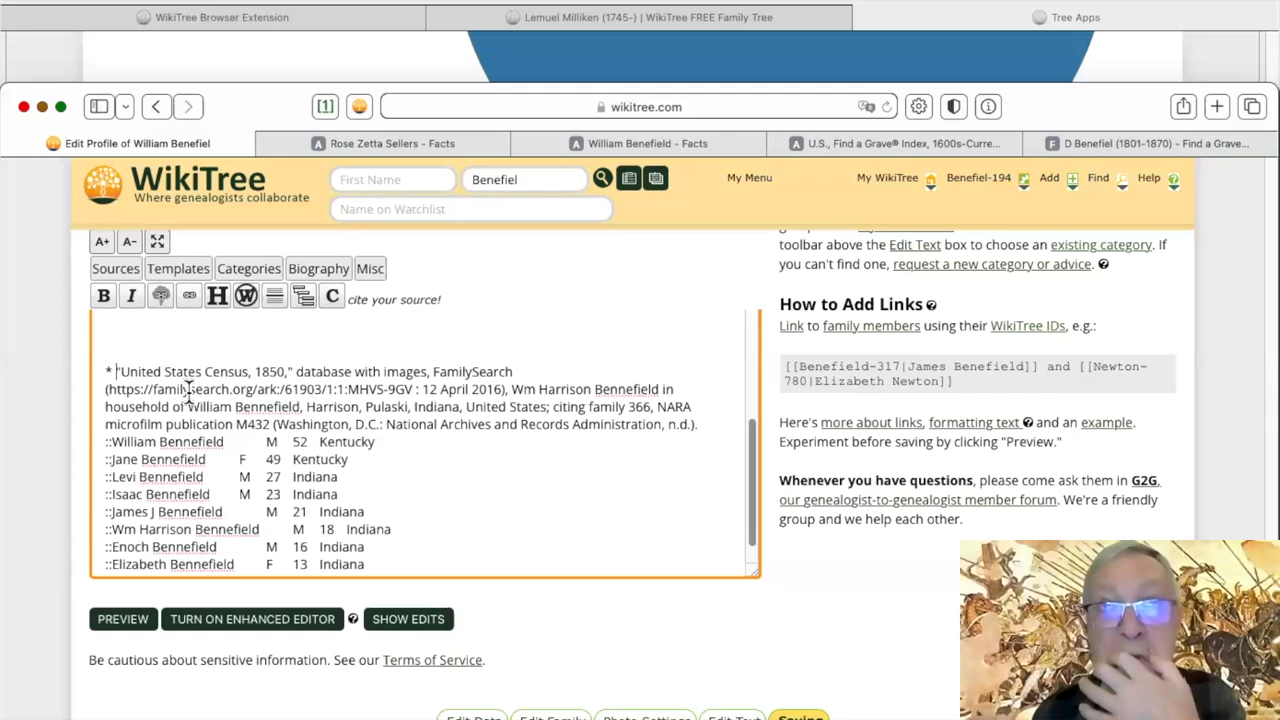 WikiTree Browser Extension
Lemuel Milliken (1745-) | WikiTree FREE Family Tree
Tree Apps
[1]
wikitree.com
Edit Profile of William Benefiel
Rose Zetta Sellers - Facts
William Benefield - Facts
U.S., Find a Grave® Index, 1600s-Curre...
D Benefiel (1801-1870) - Find a Grave...
WikiTree
Where genealogists collaborate
First Name
Benefiel
My Menu
My WikiTree
Benefiel-194
Add
Find
Help
Name on Watchlist
A+ A-
toolbar above the Edit Text box to choose an existing category. If
you can't find one, request a new category or advice.
Sources Templates Categories Biography Misc
B I H W C cite your source!
How to Add Links
Link to family members using their WikiTree IDs, e.g.:
[[Benefield-317|James Benefield]] and [[Newton-
780|Elizabeth Newton]]
Here's more about links, formatting text and an example.
Experiment before saving by clicking "Preview."
Whenever you have questions, please come ask them in G2G,
our genealogist-to-genealogist member forum. We're a friendly
group and we help each other.
* "United States Census, 1850," database with images, FamilySearch
(https://familysearch.org/ark:/61903/1:1:MHVS-9GV : 12 April 2016), Wm Harrison Bennefield in
household of William Bennefield, Harrison, Pulaski, Indiana, United States; citing family 366, NARA
microfilm publication M432 (Washington, D.C.: National Archives and Records Administration, n.d.).
::William Bennefield M 52 Kentucky
::Jane Bennefield F 49 Kentucky
::Levi Bennefield M 27 Indiana
::Isaac Bennefield M 23 Indiana
::James J Bennefield M 21 Indiana
::Wm Harrison Bennefield M 18 Indiana
::Enoch Bennefield M 16 Indiana
::Elizabeth Bennefield F 13 Indiana
PREVIEW
TURN ON ENHANCED EDITOR
SHOW EDITS
Be cautious about sensitive information. See our Terms of Service.
Edit Data
Edit Family
Photo Settings
Edit Text
Saving